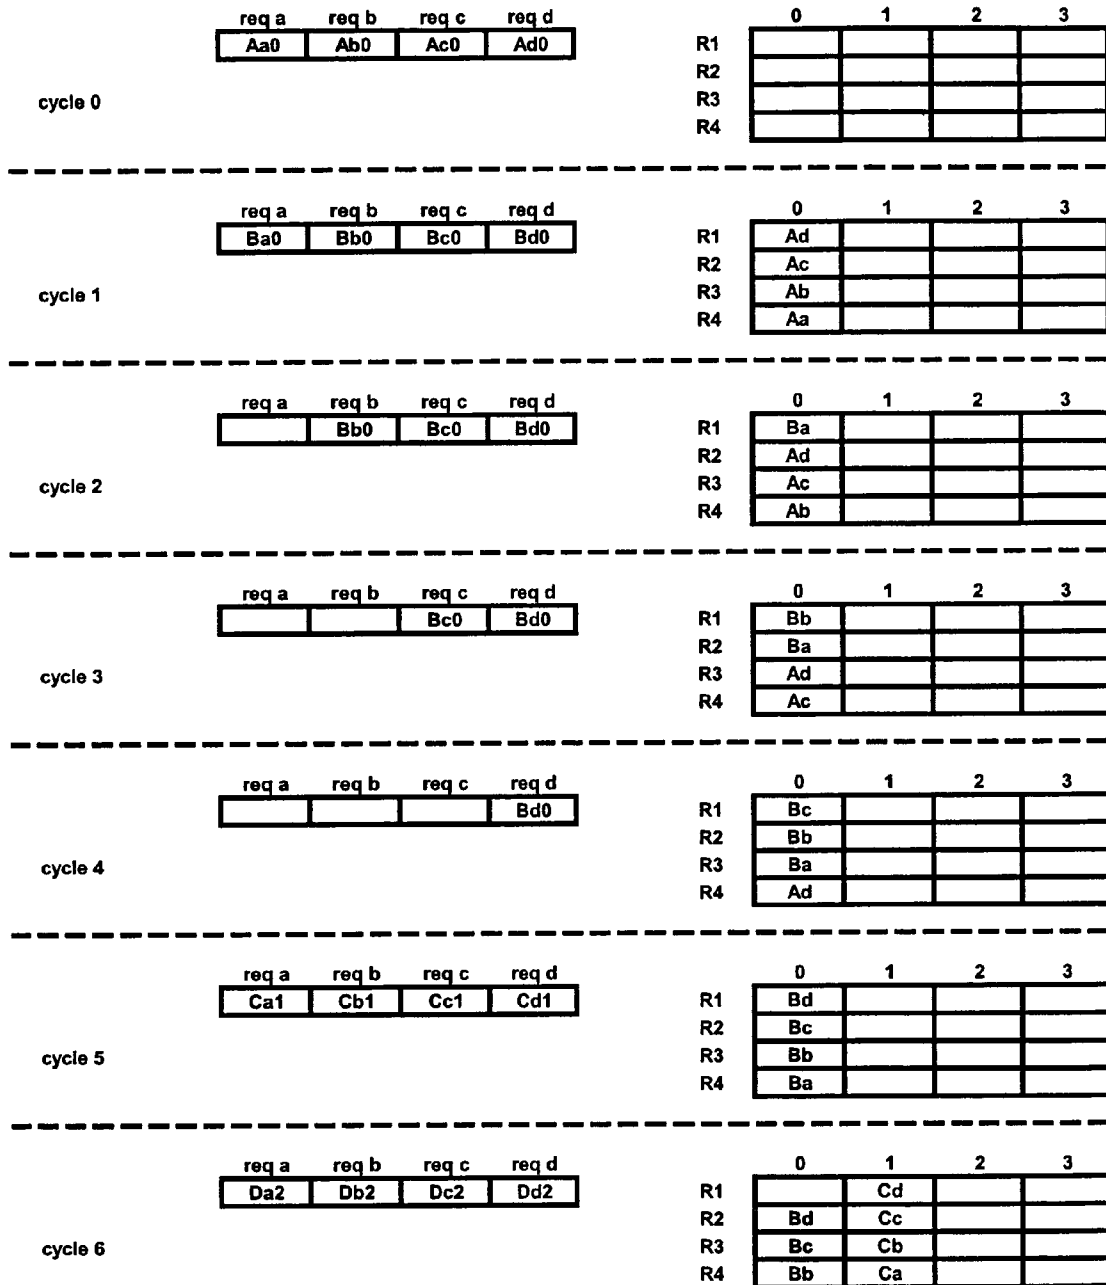 req a req b req c req d 0 1 2 3
Aa0 Ab0 Ac0 Ad0 R1
R2
cycle 0 R3
R4
req a req b req c req d 0 1 2 3
Ba0 Bb0 Bc0 Bd0 R1 Ad
R2 Ac
cycle 1 R3 Ab
R4 Aa
req a req b req c req d 0 1 2 3
Bb0 Bc0 Bd0 R1 Ba
R2 Ad
cycle 2 R3 Ac
R4 Ab
req a req b req c req d 0 1 2 3
Bc0 Bd0 R1 Bb
R2 Ba
cycle 3 R3 Ad
R4 Ac
req a req b req c req d 0 1 2 3
Bd0 R1 Bc
R2 Bb
cycle 4 R3 Ba
R4 Ad
req a req b req c req d 0 1 2 3
Ca1 Cb1 Cc1 Cd1 R1 Bd
R2 Bc
cycle 5 R3 Bb
R4 Ba
req a req b req c req d 0 1 2 3
Da2 Db2 Dc2 Dd2 R1 Cd
R2 Bd Cc
cycle 6 R3 Bc Cb
R4 Bb Ca